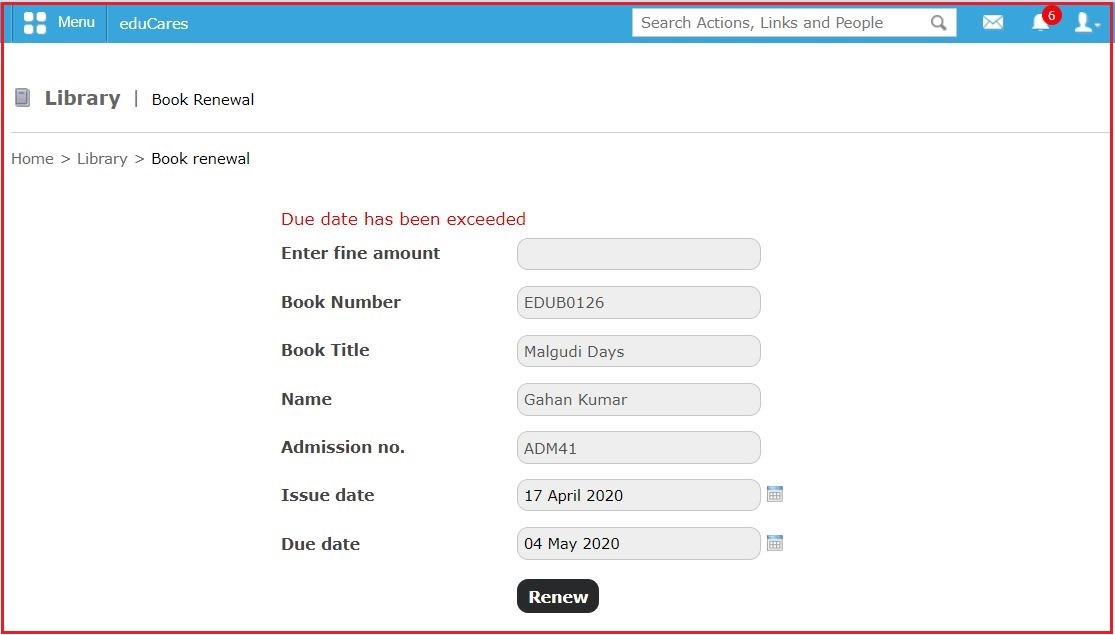 Menu eduCares Search Actions, Links and People 6
Library | Book Renewal
Home > Library > Book renewal
Due date has been exceeded
Enter fine amount
Book Number EDUB0126
Book Title Malgudi Days
Name Gahan Kumar
Admission no. ADM41
Issue date 17 April 2020
Due date 04 May 2020
Renew